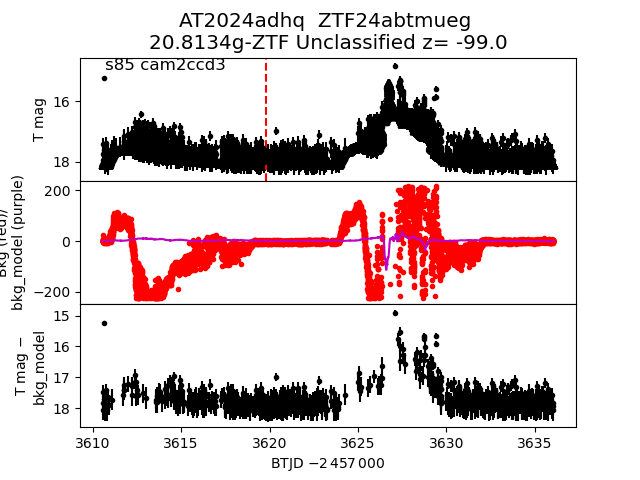 AT2024adhq  ZTF24abtmueg
20.8134g-ZTF Unclassified z= -99.0
s85 cam2ccd3
T mag
16
18
Bkg (red)/
bkg_model (purple)
200
0
−200
T mag −
bkg_model
15
16
17
18
3610
3615
3620
3625
3630
3635
BTJD −2 457 000